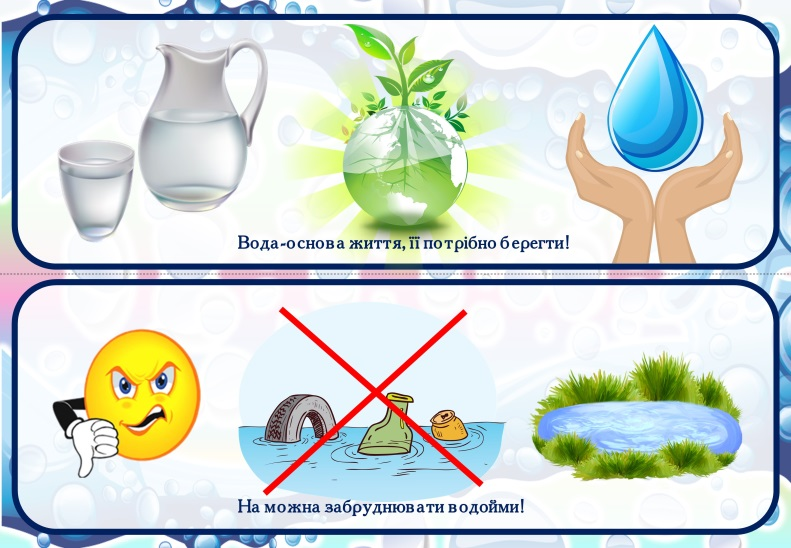 Вода-основа життя, її потрібно берегти!
На можна забруднювати водойми!